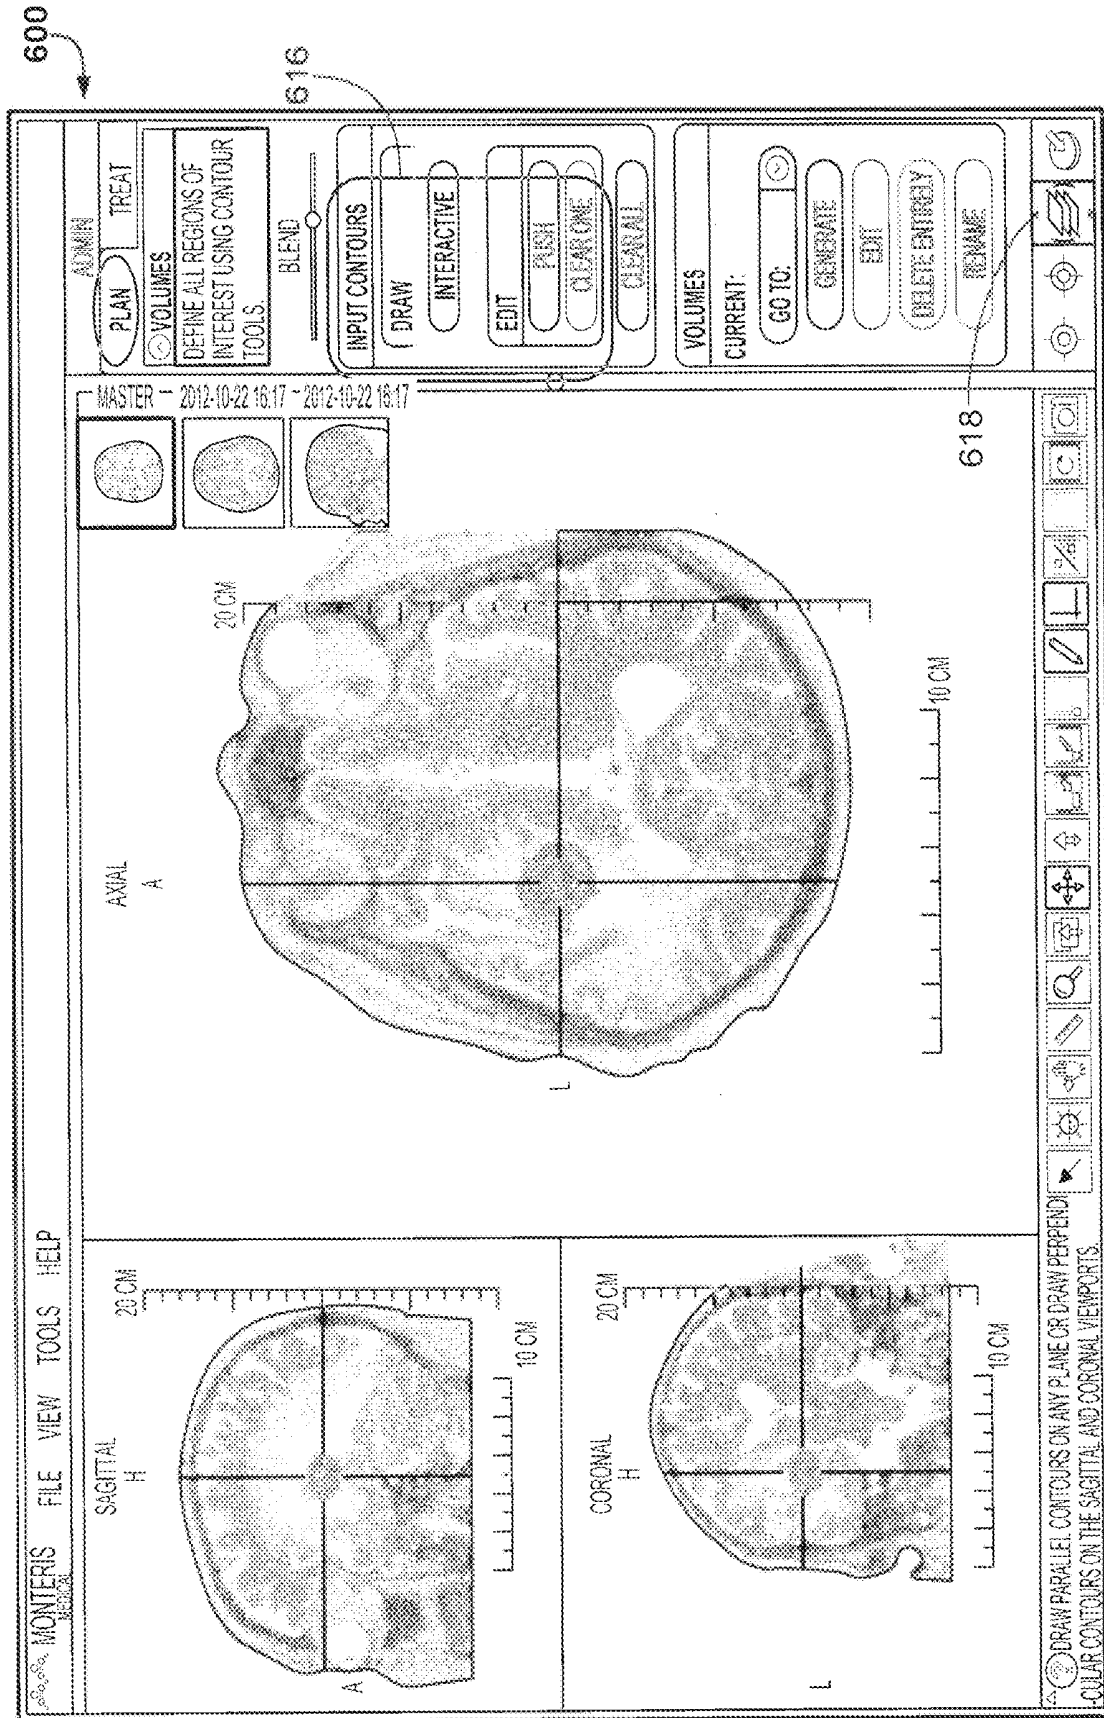 600
MONTERIS
MEDICAL
FILE VIEW TOOLS HELP
SAGITTAL
H
20 CM
A
10 CM
CORONAL
H
20 CM
L
10 CM
AXIAL
A
20 CM
L
10 CM
MASTER
2012-10-22 16:17
2012-10-22 16:17
ADMIN
PLAN
TREAT
VOLUMES
DEFINE ALL REGIONS OF
INTEREST USING CONTOUR
TOOLS.
BLEND
616
INPUT CONTOURS
DRAW
INTERACTIVE
EDIT
PUSH
CLEAR ONE
CLEAR ALL
VOLUMES
CURRENT:
GO TO:
GENERATE
EDIT
DELETE ENTIRELY
RENAME
618
? DRAW PARALLEL CONTOURS ON ANY PLANE OR DRAW PERPENDI
-CULAR CONTOURS ON THE SAGITTAL AND CORONAL VIEWPORTS.